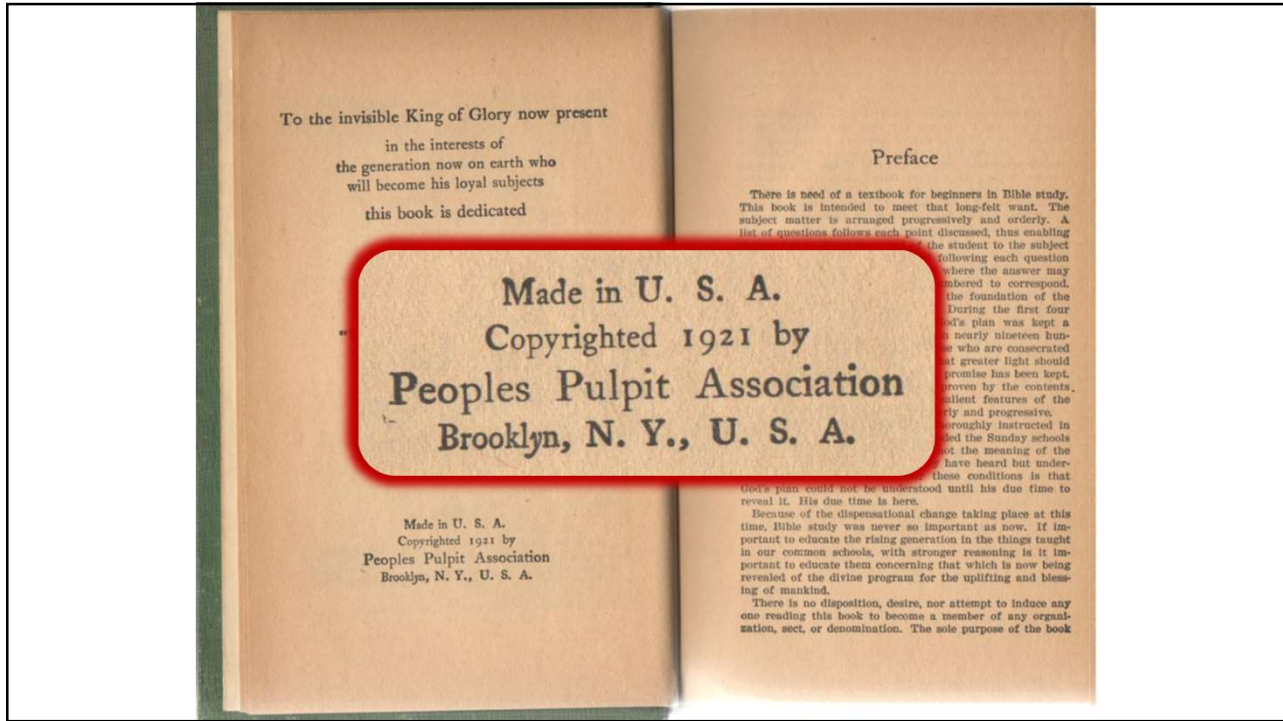 To the invisible King of Glory now present
in the interests of
the generation now on earth who
will become his loyal subjects
this book is dedicated
Made in U. S. A.
Copyrighted 1921 by
Peoples Pulpit Association
Brooklyn, N. Y., U. S. A.
Made in U. S. A.
Copyrighted 1921 by
Peoples Pulpit Association
Brooklyn, N. Y., U. S. A.
Preface
There is need of a textbook for beginners in Bible study.
This book is intended to meet that long-felt want. The
subject matter is arranged progressively and orderly. A
list of questions follows each point discussed, thus enabling
the student to the subject
following each question
where the answer may
to correspond.
the foundation of the
During the first four
plan was kept a
nearly nineteen hun-
who are consecrated
greater light should
promise has been kept.
proven by the contents.
features of the
and progressive.
instructed in
the Sunday schools
the meaning of the
have heard but under-
these conditions is that
God's plan could not be understood until his due time to
reveal it. His due time is here.
Because of the dispensational change taking place at this
time, Bible study was never so important as now. If im-
portant to educate the rising generation in the things taught
in our common schools, with stronger reasoning is it im-
portant to educate them concerning that which is now being
revealed of the divine program for the uplifting and bless-
ing of mankind.
There is no disposition, desire, nor attempt to induce any
one reading this book to become a member of any organi-
zation, sect, or denomination. The sole purpose of the book